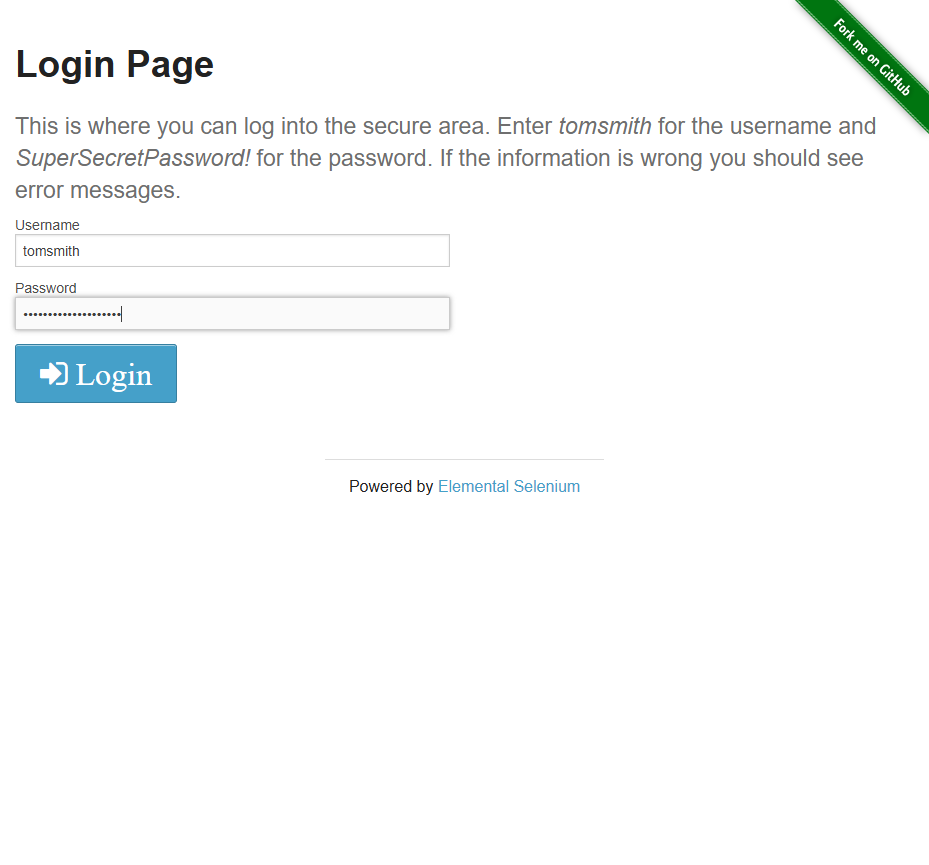 Fork me on GitHub
Login Page
This is where you can log into the secure area. Enter tomsmith for the username and
SuperSecretPassword! for the password. If the information is wrong you should see
error messages.
Username
tomsmith
Password
••••••••••••••••••••
Login
Powered by Elemental Selenium